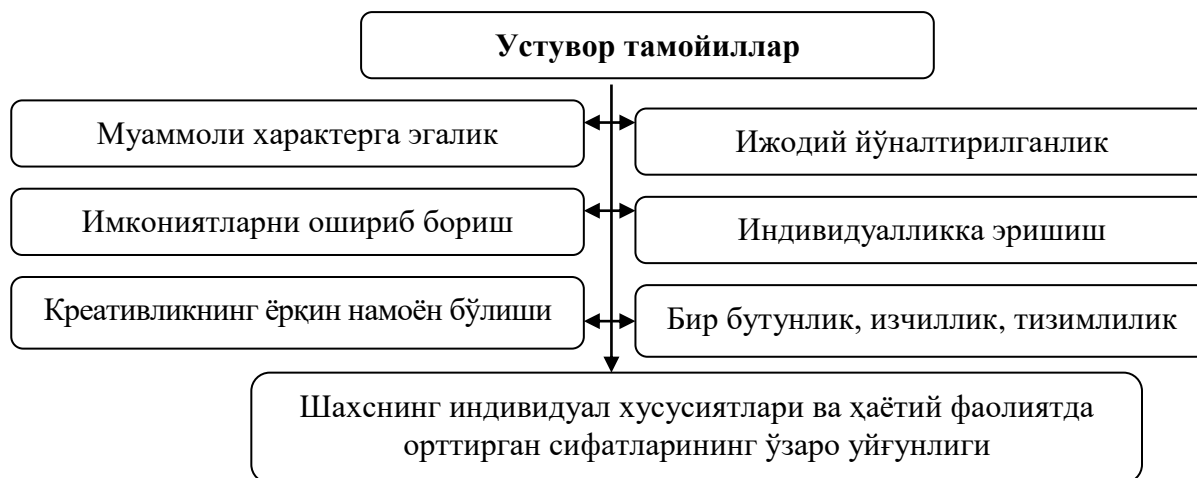 Устувор тамойиллар
Муаммоли характерга эгалик
Ижодий йўналтирилганлик
Имкониятларни ошириб бориш
Индивидуалликка эришиш
Креативликнинг ёрқин намоён бўлиши
Бир бутунлик, изчиллик, тизимлилик
Шахснинг индивидуал хусусиятлари ва ҳаётий фаолиятда
орттирган сифатларининг ўзаро уйғунлиги